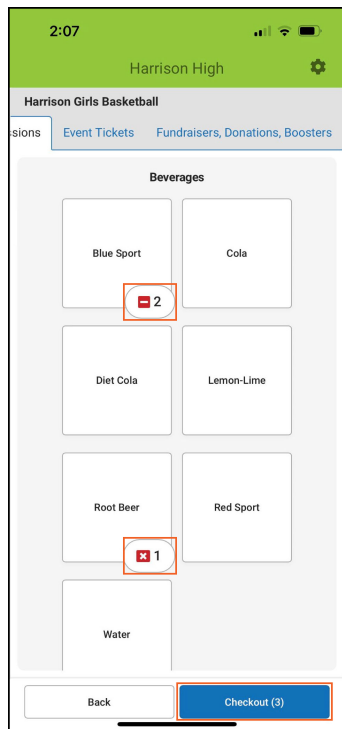 2:07
Harrison High
Harrison Girls Basketball
ssions Event Tickets Fundraisers, Donations, Boosters
Beverages
Blue Sport Cola
2
Diet Cola Lemon-Lime
Root Beer Red Sport
1
Water
Back Checkout (3)